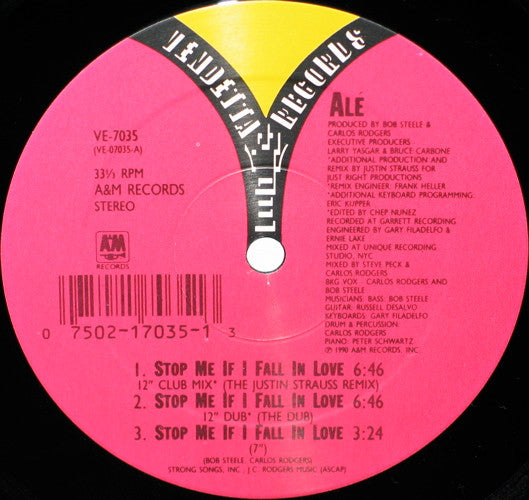 VENDETTA RECORDS
VE-7035
(VE-07035-A)
33⅓ RPM
A&M RECORDS
STEREO
A&M
RECORDS
0 7502-17035-1 3
ALÉ
PRODUCED BY BOB STEELE &
CARLOS RODGERS
EXECUTIVE PRODUCERS
LARRY YASGAR & BRUCE CARBONE
*ADDITIONAL PRODUCTION AND
REMIX BY JUSTIN STRAUSS FOR
JUST RIGHT PRODUCTIONS
*REMIX ENGINEER: FRANK HELLER
*ADDITIONAL KEYBOARD PROGRAMMING:
ERIC KUPPER
*EDITED BY CHEP NUNEZ
RECORDED AT GARRETT RECORDING
ENGINEERED BY GARY FILADELFO &
ERNIE LAKE
MIXED AT UNIQUE RECORDING
STUDIO, NYC
MIXED BY STEVE PECK &
CARLOS RODGERS
BKG VOX: CARLOS RODGERS AND
BOB STEELE
MUSICIANS: BASS: BOB STEELE
GUITAR: RUSSELL DESALVO
KEYBOARDS: GARY FILADELFO
DRUM & PERCUSSION:
CARLOS RODGERS
PIANO: PETER SCHWARTZ
℗ 1990 A&M RECORDS, INC.
1. STOP ME IF I FALL IN LOVE 6:46
12" CLUB MIX* (THE JUSTIN STRAUSS REMIX)
2. STOP ME IF I FALL IN LOVE 6:46
12" DUB* (THE DUB)
3. STOP ME IF I FALL IN LOVE 3:24
(7")
(BOB STEELE, CARLOS RODGERS)
STRONG SONGS, INC., J.C. RODGERS MUSIC (ASCAP)